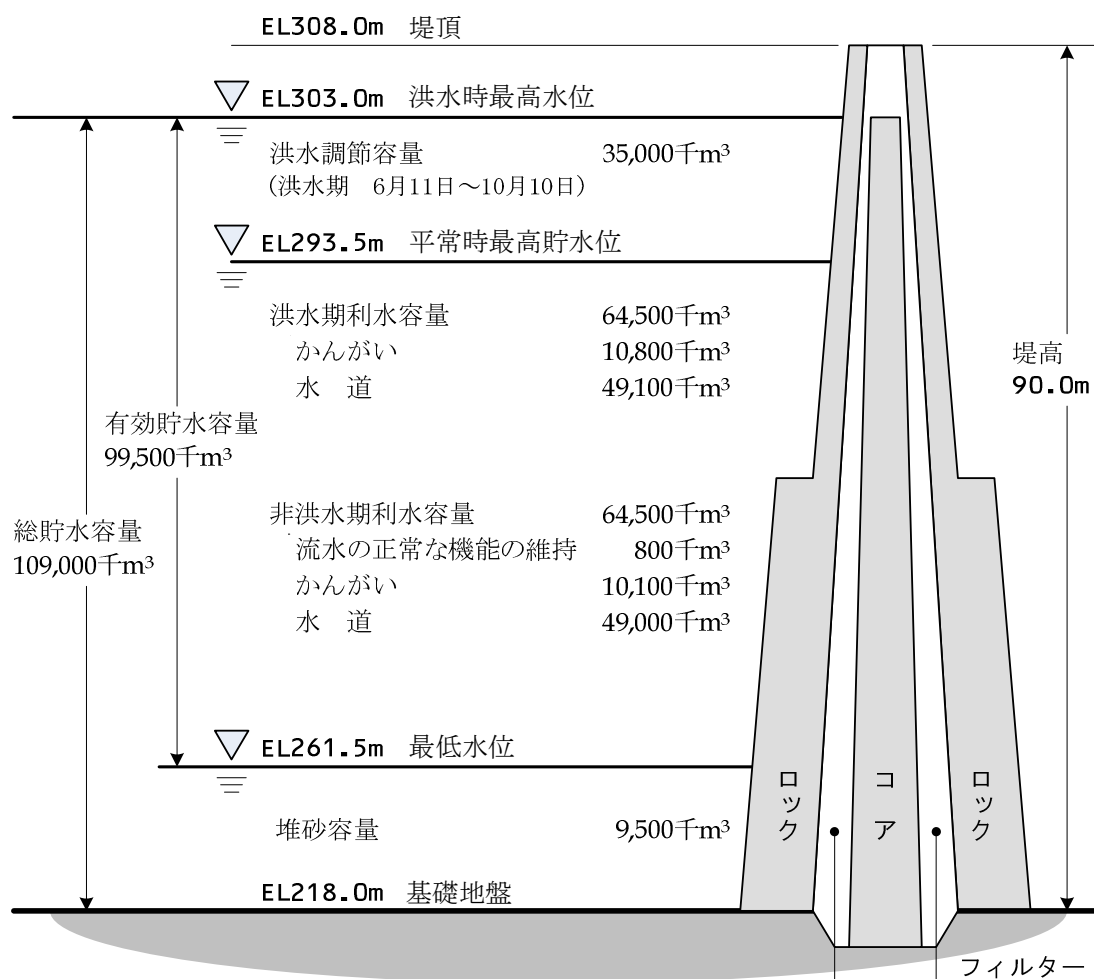 EL308.0m 堤頂
EL303.0m 洪水時最高水位
洪水調節容量 35,000千m³
(洪水期 6月11日～10月10日)
EL293.5m 平常時最高貯水位
洪水期利水容量 64,500千m³
かんがい 10,800千m³
水 道 49,100千m³
堤高
90.0m
有効貯水容量
99,500千m³
非洪水期利水容量 64,500千m³
流水の正常な機能の維持 800千m³
かんがい 10,100千m³
水 道 49,000千m³
総貯水容量
109,000千m³
EL261.5m 最低水位
ロック
コア
ロック
堆砂容量 9,500千m³
EL218.0m 基礎地盤
フィルター